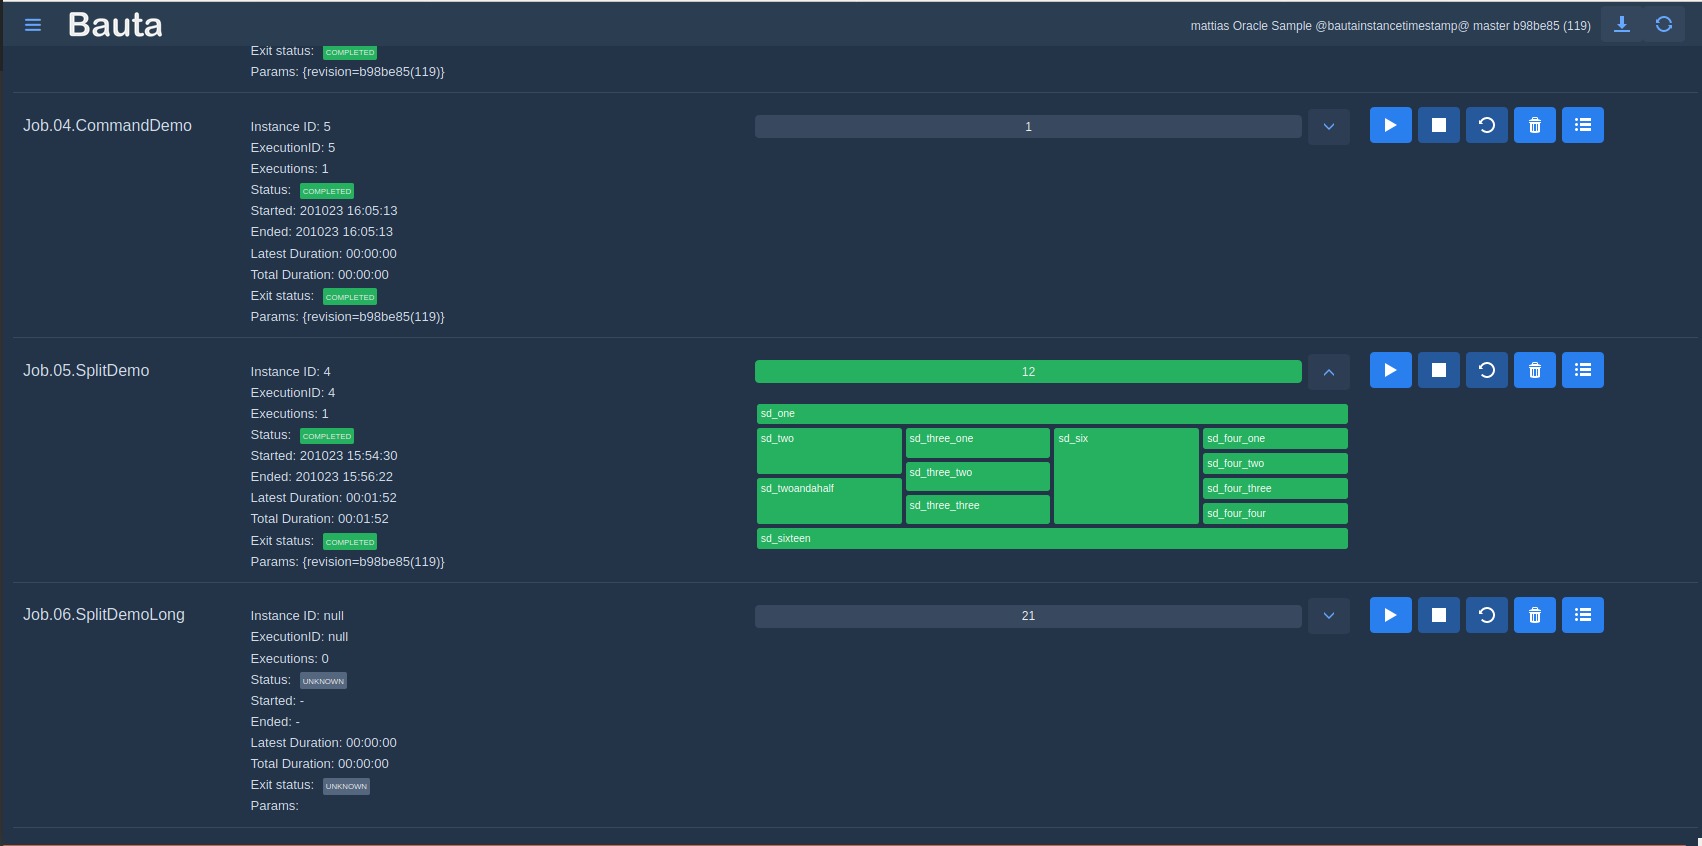 Bauta
mattias Oracle Sample @bautainstancetimestamp@ master b98be85 (119)
Exit status: COMPLETED
Params: {revision=b98be85(119)}
Job.04.CommandDemo
Instance ID: 5
ExecutionID: 5
Executions: 1
Status: COMPLETED
Started: 201023 16:05:13
Ended: 201023 16:05:13
Latest Duration: 00:00:00
Total Duration: 00:00:00
Exit status: COMPLETED
Params: {revision=b98be85(119)}
1
Job.05.SplitDemo
Instance ID: 4
ExecutionID: 4
Executions: 1
Status: COMPLETED
Started: 201023 15:54:30
Ended: 201023 15:56:22
Latest Duration: 00:01:52
Total Duration: 00:01:52
Exit status: COMPLETED
Params: {revision=b98be85(119)}
12
sd_one
sd_two
sd_twoandahalf
sd_three_one
sd_three_two
sd_three_three
sd_six
sd_four_one
sd_four_two
sd_four_three
sd_four_four
sd_sixteen
Job.06.SplitDemoLong
Instance ID: null
ExecutionID: null
Executions: 0
Status: UNKNOWN
Started: -
Ended: -
Latest Duration: 00:00:00
Total Duration: 00:00:00
Exit status: UNKNOWN
Params:
21